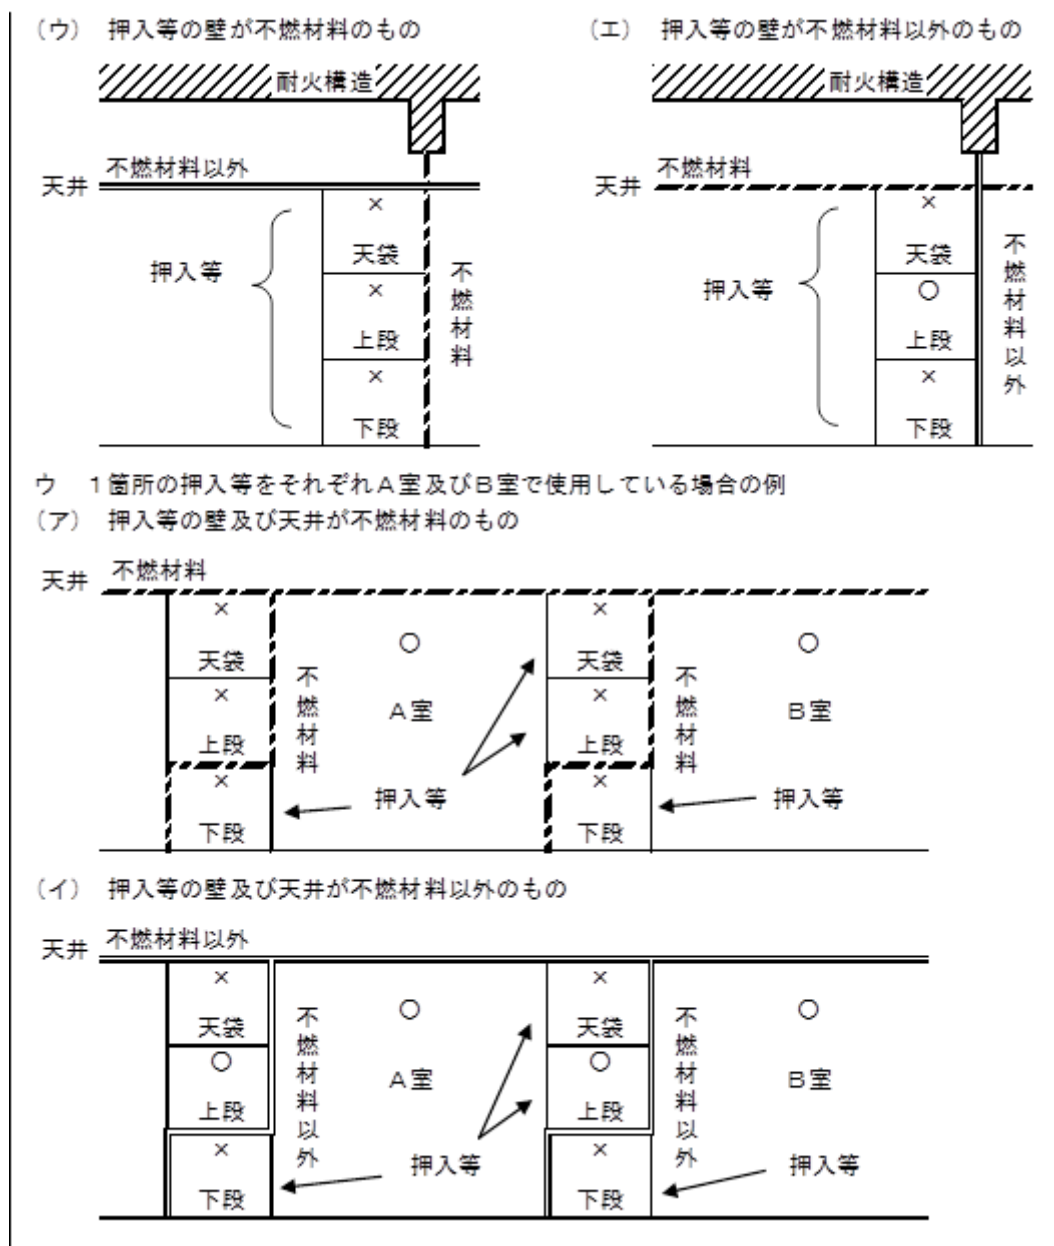 （ウ） 押入等の壁が不燃材料のもの
耐火構造
不燃材料以外
天井
×
天袋
押入等
×
上段
×
下段
不燃材料
（エ） 押入等の壁が不燃材料以外のもの
耐火構造
不燃材料
天井
×
天袋
押入等
○
上段
×
下段
不燃材料以外
ウ １箇所の押入等をそれぞれＡ室及びＢ室で使用している場合の例
（ア） 押入等の壁及び天井が不燃材料のもの
不燃材料
天井
×
天袋
×
上段
×
下段
不燃材料
○
Ａ室
押入等
×
天袋
×
上段
×
下段
不燃材料
○
Ｂ室
押入等
（イ） 押入等の壁及び天井が不燃材料以外のもの
不燃材料以外
天井
×
天袋
○
上段
×
下段
不燃材料以外
○
Ａ室
押入等
×
天袋
○
上段
×
下段
不燃材料以外
○
Ｂ室
押入等